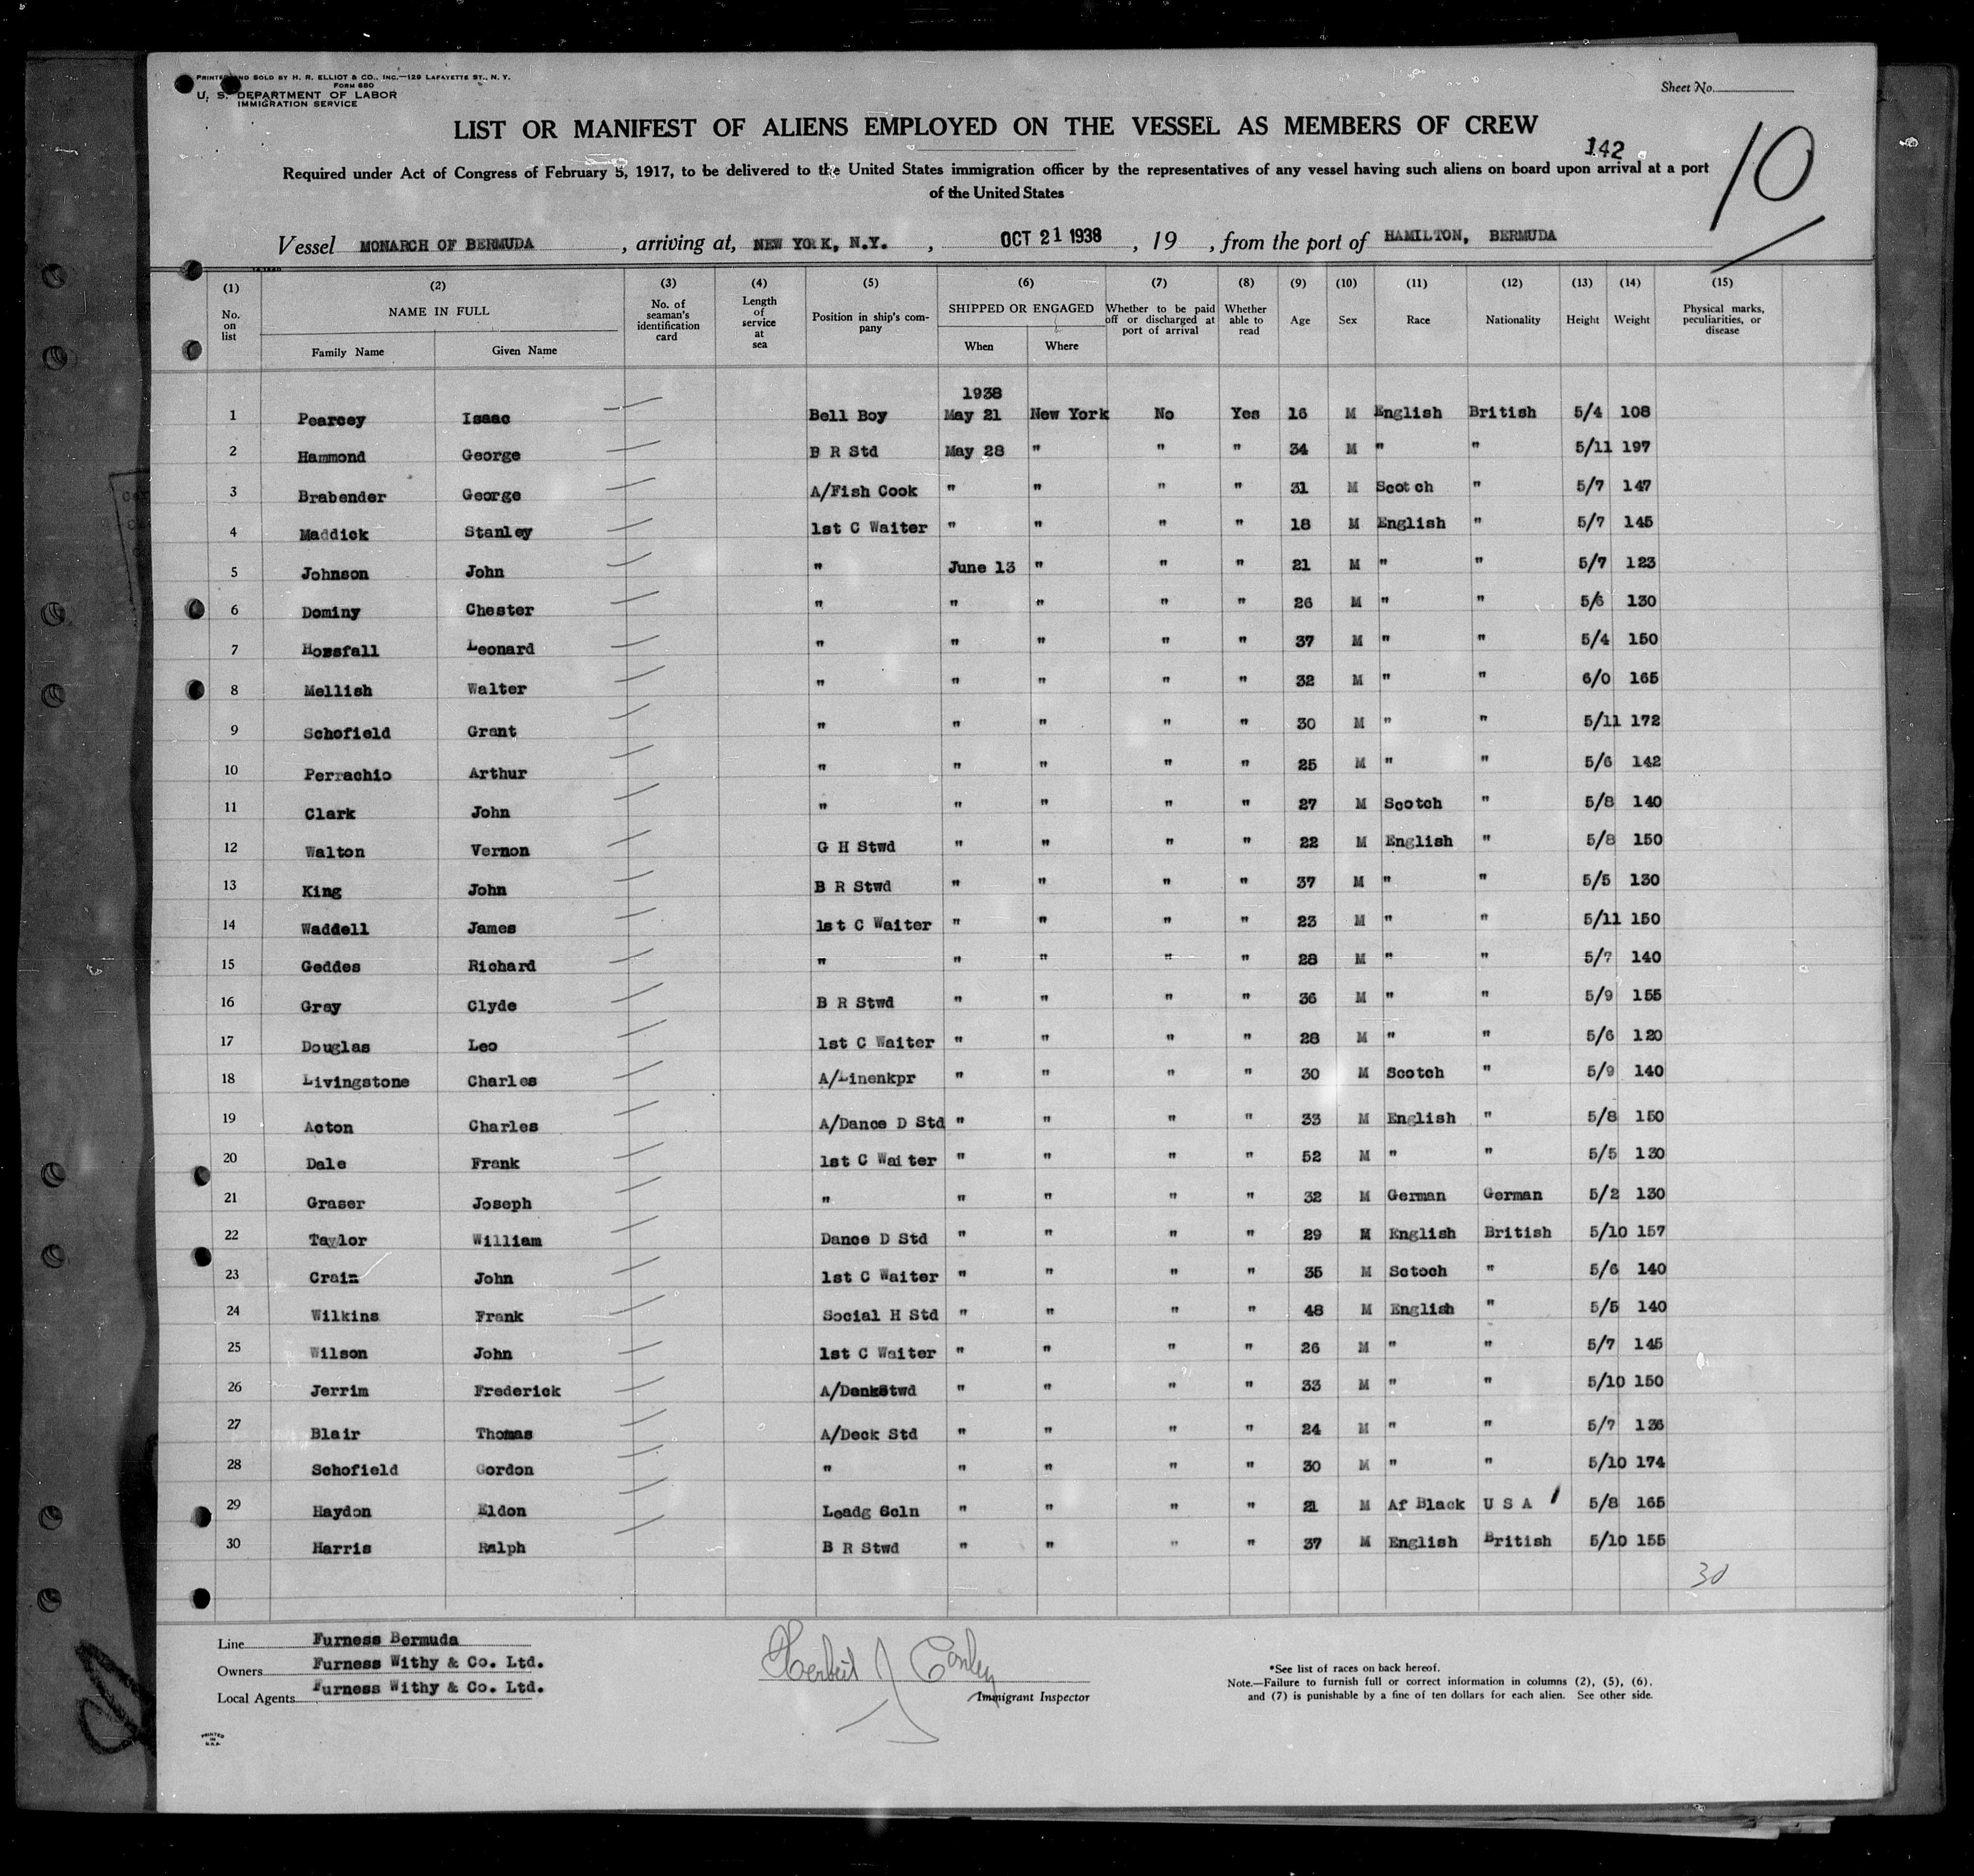 PRINTED AND SOLD BY H. R. ELLIOT & CO., INC.—129 LAFAYETTE ST., N. Y.
FORM 680
U. S. DEPARTMENT OF LABOR
IMMIGRATION SERVICE
Sheet No.
LIST OR MANIFEST OF ALIENS EMPLOYED ON THE VESSEL AS MEMBERS OF CREW
142
10
Required under Act of Congress of February 5, 1917, to be delivered to the United States immigration officer by the representatives of any vessel having such aliens on board upon arrival at a port
of the United States
Vessel MONARCH OF BERMUDA, arriving at, NEW YORK, N.Y., OCT 21 1938, 19 , from the port of HAMILTON, BERMUDA
(1) No. on list (2) NAME IN FULL Family Name Given Name (3) No. of seaman's identification card (4) Length of service at sea (5) Position in ship's company (6) SHIPPED OR ENGAGED When Where (7) Whether to be paid off or discharged at port of arrival (8) Whether able to read (9) Age (10) Sex (11) Race (12) Nationality (13) Height (14) Weight (15) Physical marks, peculiarities, or disease
1938
1 Pearcey Isaac Bell Boy May 21 New York No Yes 16 M English British 5/4 108
2 Hammond George B R Std May 28 " " " 34 M " " 5/11 197
3 Brabender George A/Fish Cook " " " " 31 M Scotch " 5/7 147
4 Maddick Stanley 1st C Waiter " " " " 18 M English " 5/7 145
5 Johnson John " June 13 " " " 21 M " " 5/7 123
6 Dominy Chester " " " " " 26 M " " 5/6 130
7 Horsfall Leonard " " " " " 37 M " " 5/4 150
8 Mellish Walter " " " " " 32 M " " 6/0 165
9 Schofield Grant " " " " " 30 M " " 5/11 172
10 Perrachio Arthur " " " " " 25 M " " 5/6 142
11 Clark John " " " " " 27 M Scotch " 5/8 140
12 Walton Vernon G H Stwd " " " " 22 M English " 5/8 150
13 King John B R Stwd " " " " 37 M " " 5/5 130
14 Waddell James 1st C Waiter " " " " 23 M " " 5/11 150
15 Geddes Richard " " " " " 28 M " " 5/7 140
16 Gray Clyde B R Stwd " " " " 36 M " " 5/9 155
17 Douglas Leo 1st C Waiter " " " " 28 M " " 5/6 120
18 Livingstone Charles A/Linenkpr " " " " 30 M Scotch " 5/9 140
19 Acton Charles A/Dance D Std " " " " 33 M English " 5/8 150
20 Dale Frank 1st C Waiter " " " " 52 M " " 5/5 130
21 Graser Joseph " " " " " 32 M German German 5/2 130
22 Taylor William Dance D Std " " " " 29 M English British 5/10 157
23 Crain John 1st C Waiter " " " " 35 M Sctoch " 5/6 140
24 Wilkins Frank Social H Std " " " " 48 M English " 5/5 140
25 Wilson John 1st C Waiter " " " " 26 M " " 5/7 145
26 Jerrim Frederick " " " " 33 M " " 5/10 150
27 Blair Thomas A/Deck Std " " " " 24 M " " 5/7 136
28 Schofield Gordon " " " " " 30 M " " 5/10 174
29 Haydon Eldon Leadg " " " " 21 M Af Black U S A 5/8 165
30 Harris Ralph B R Stwd " " " " 37 M English British 5/10 155
30
Line Furness Bermuda
Owners Furness Withy & Co. Ltd.
Local Agents Furness Withy & Co. Ltd.
Herbert J Conley
Immigrant Inspector
*See list of races on back hereof.
Note.—Failure to furnish full or correct information in columns (2), (5), (6),
and (7) is punishable by a fine of ten dollars for each alien. See other side.
PRINTED
IN
U.S.A.